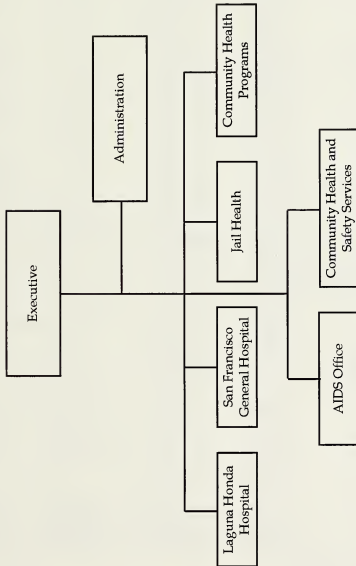 Executive
Administration
Laguna Honda
Hospital
San Francisco
General Hospital
Jail Health
Community Health
Programs
AIDS Office
Community Health and
Safety Services